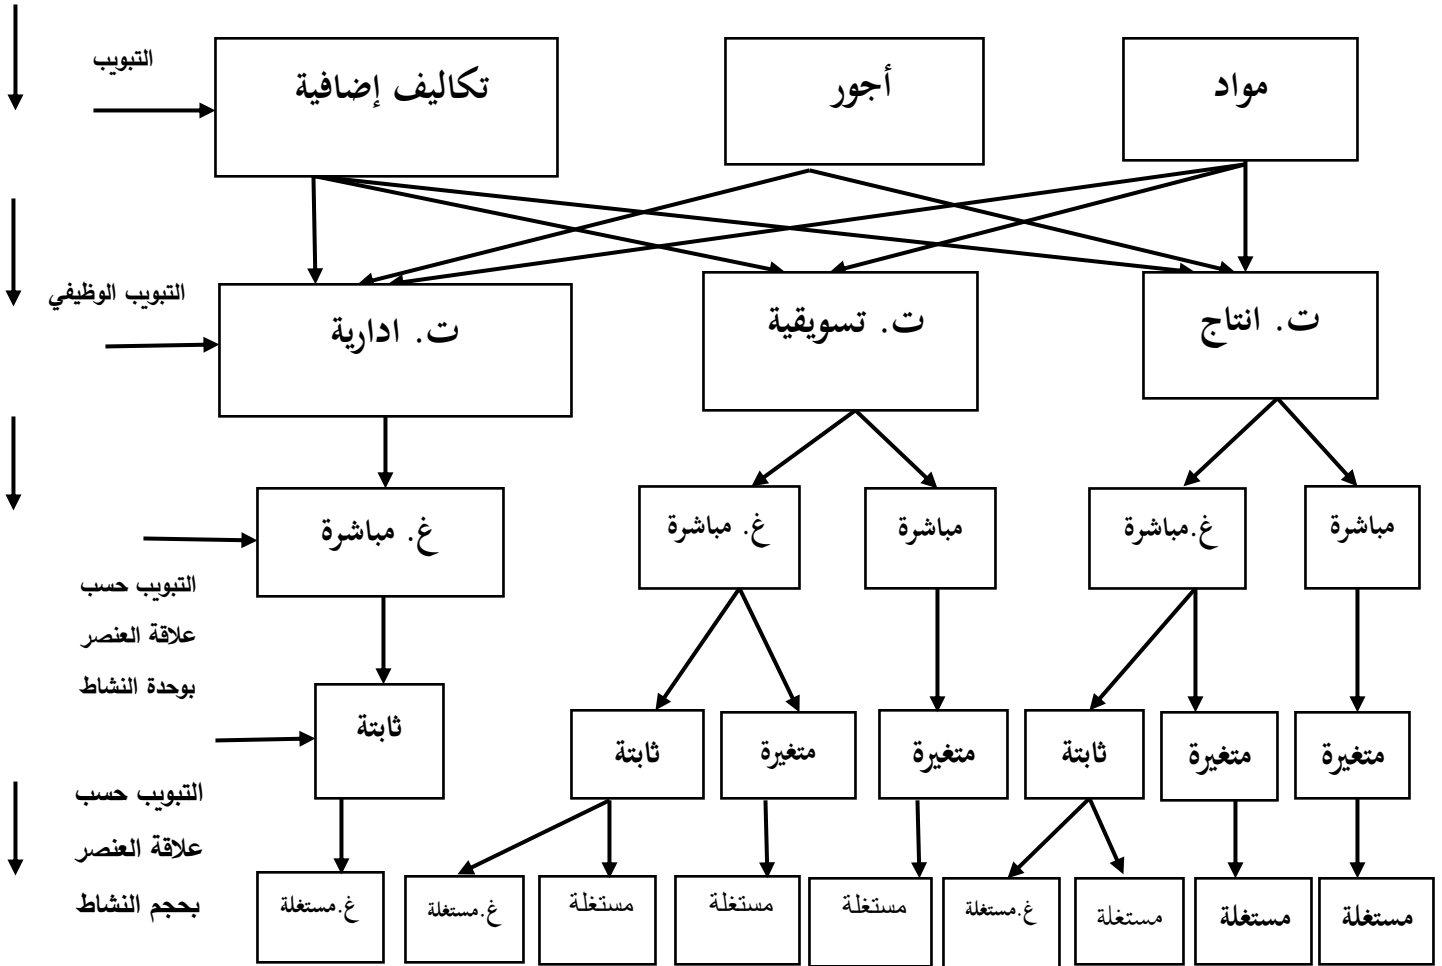 مواد
أجور
تكاليف إضافية
التبويب
ت. انتاج
ت. تسويقية
ت. ادارية
التبويب الوظيفي
مباشرة
غ.مباشرة
مباشرة
غ. مباشرة
غ. مباشرة
التبويب حسب
علاقة العنصر
بوحدة النشاط
متغيرة
متغيرة
ثابتة
متغيرة
متغيرة
ثابتة
ثابتة
التبويب حسب
علاقة العنصر
بحجم النشاط
مستغلة
مستغلة
مستغلة
غ.مستغلة
مستغلة
مستغلة
مستغلة
غ.مستغلة
غ.مستغلة